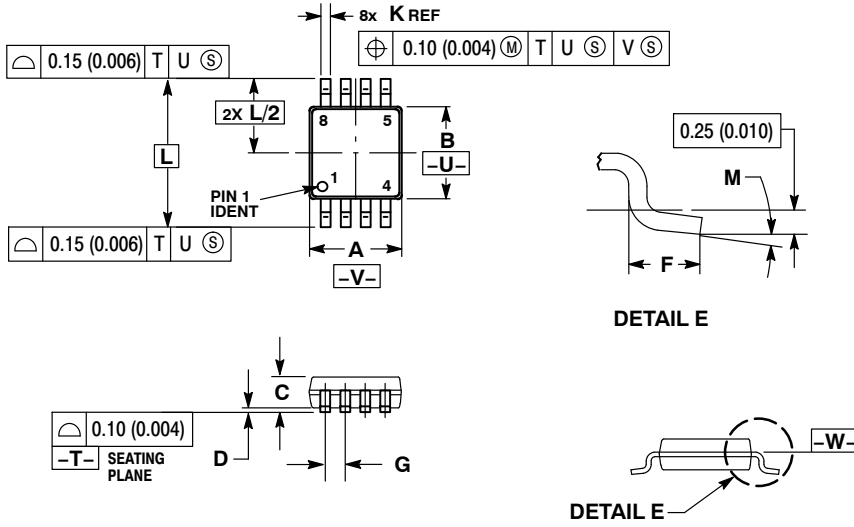 8x K REF
⌖ 0.10 (0.004) Ⓜ T U Ⓢ V Ⓢ
⌓ 0.15 (0.006) T U Ⓢ
2X L/2
8 5
B
–U–
L
1
4
PIN 1
IDENT
⌓ 0.15 (0.006) T U Ⓢ
A
–V–
0.25 (0.010)
M
F
DETAIL E
C
⌓ 0.10 (0.004)
–T– SEATING
PLANE
D
G
–W–
DETAIL E